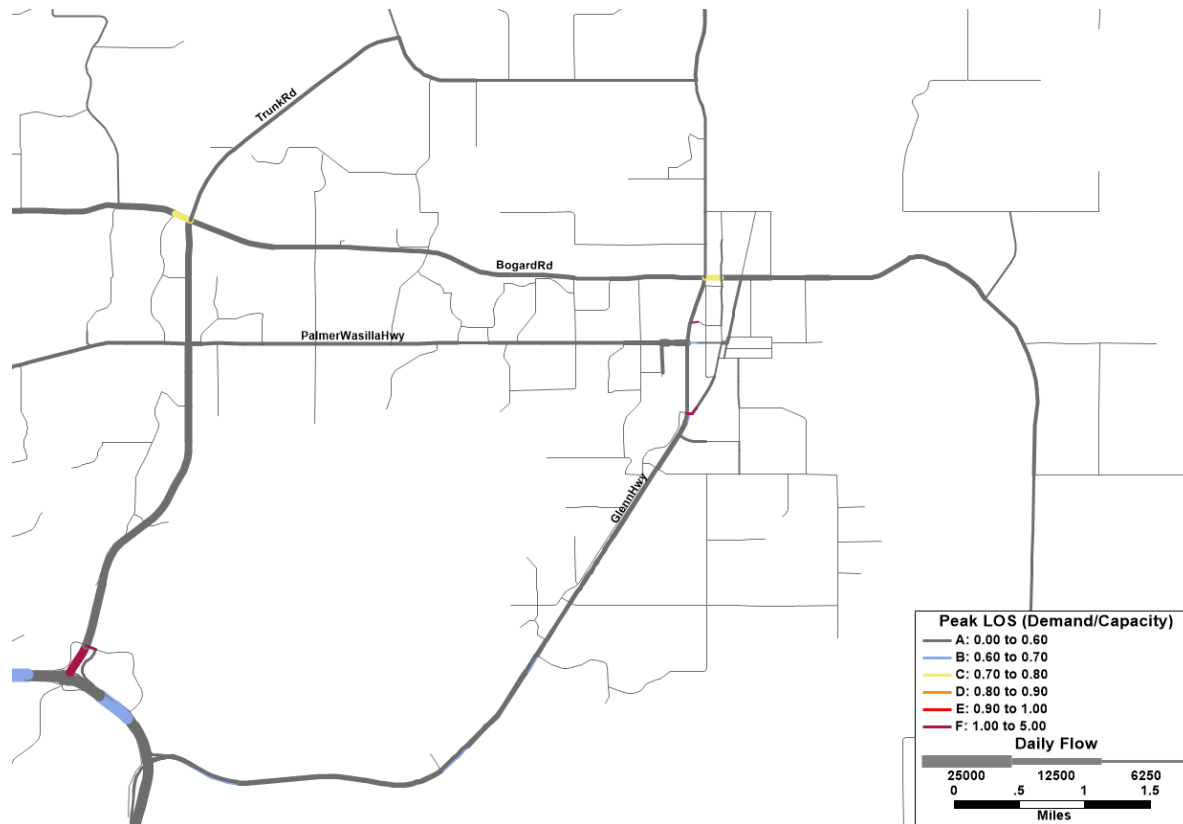 TrunkRd
BogardRd
PalmerWasillaHwy
GlennHwy
Peak LOS (Demand/Capacity)
A: 0.00 to 0.60
B: 0.60 to 0.70
C: 0.70 to 0.80
D: 0.80 to 0.90
E: 0.90 to 1.00
F: 1.00 to 5.00
Daily Flow
25000 12500 6250
0 .5 1 1.5
Miles